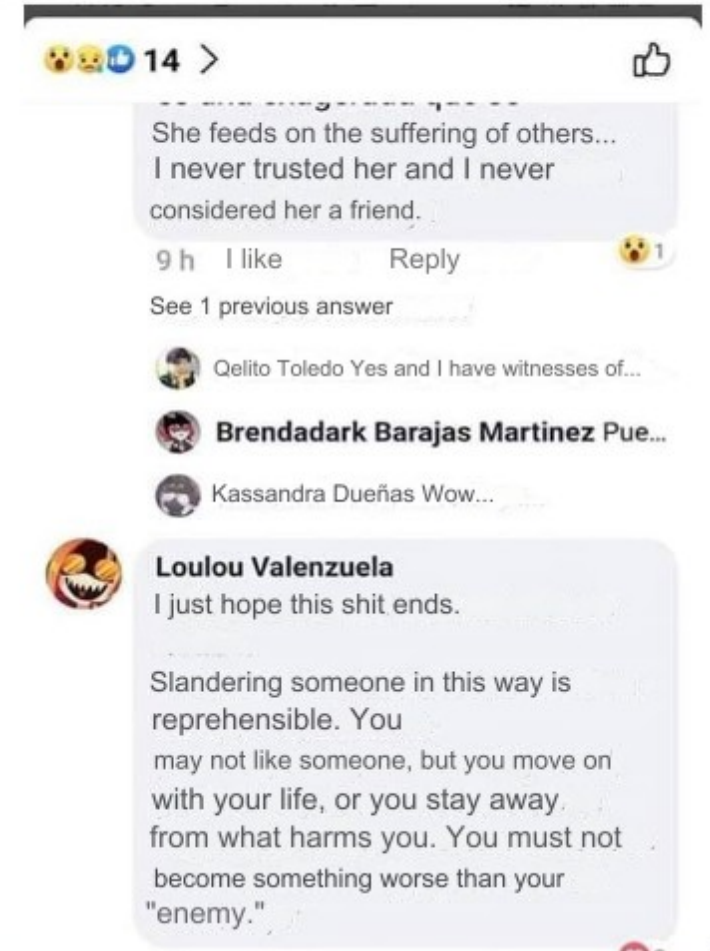 14 >
She feeds on the suffering of others...
I never trusted her and I never
considered her a friend.
9 h I like Reply
1
See 1 previous answer
Qelito Toledo Yes and I have witnesses of...
Brendadark Barajas Martinez Pue...
Kassandra Dueñas Wow...
Loulou Valenzuela
I just hope this shit ends.
Slandering someone in this way is
reprehensible. You
may not like someone, but you move on
with your life, or you stay away.
from what harms you. You must not
become something worse than your
"enemy."